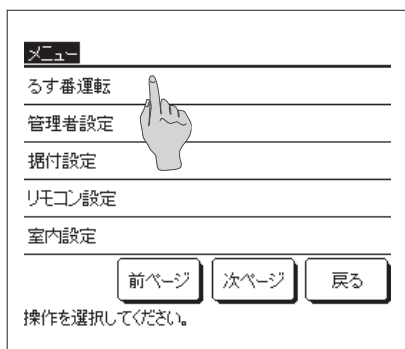 メニュー
るす番運転
管理者設定
据付設定
リモコン設定
室内設定
前ページ 次ページ 戻る
操作を選択してください。